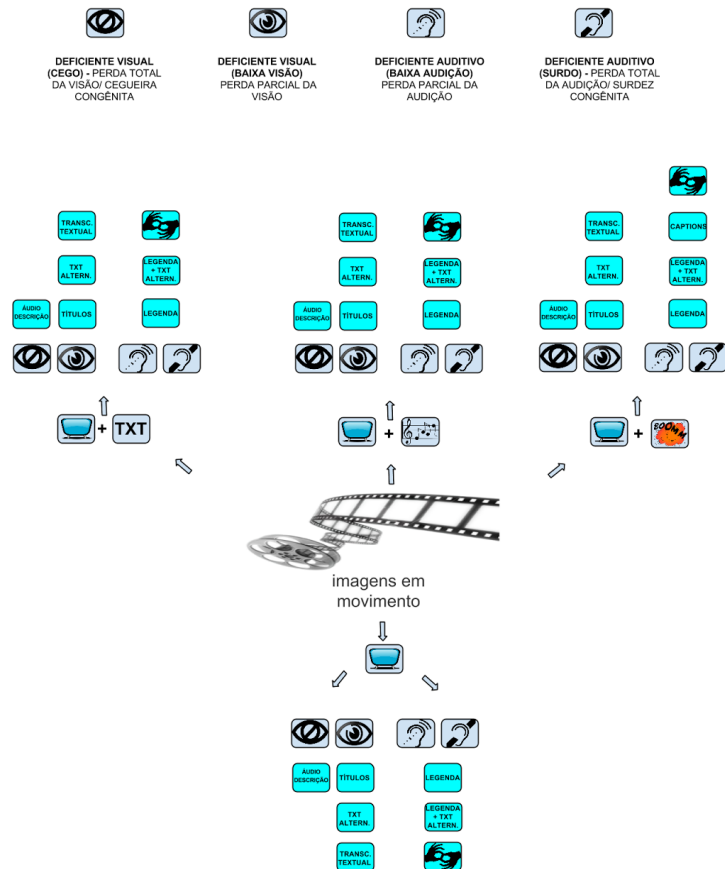 DEFICIENTE VISUAL
(CEGO) - PERDA TOTAL
DA VISÃO/ CEGUEIRA
CONGÊNITA
DEFICIENTE VISUAL
(BAIXA VISÃO)
PERDA PARCIAL DA
VISÃO
DEFICIENTE AUDITIVO
(BAIXA AUDIÇÃO)
PERDA PARCIAL DA
AUDIÇÃO
DEFICIENTE AUDITIVO
(SURDO) - PERDA TOTAL
DA AUDIÇÃO/ SURDEZ
CONGÊNITA
TRANSC.
TEXTUAL
TXT
ALTERN.
LEGENDA
+ TXT
ALTERN.
ÁUDIO
DESCRIÇÃO
TÍTULOS
LEGENDA
+ TXT
TRANSC.
TEXTUAL
TXT
ALTERN.
LEGENDA
+ TXT
ALTERN.
ÁUDIO
DESCRIÇÃO
TÍTULOS
LEGENDA
+
TRANSC.
TEXTUAL
CAPTIONS
TXT
ALTERN.
LEGENDA
+ TXT
ALTERN.
ÁUDIO
DESCRIÇÃO
TÍTULOS
LEGENDA
+ BOOMM
imagens em
movimento
ÁUDIO
DESCRIÇÃO
TÍTULOS
LEGENDA
TXT
ALTERN.
LEGENDA
+ TXT
ALTERN.
TRANSC.
TEXTUAL